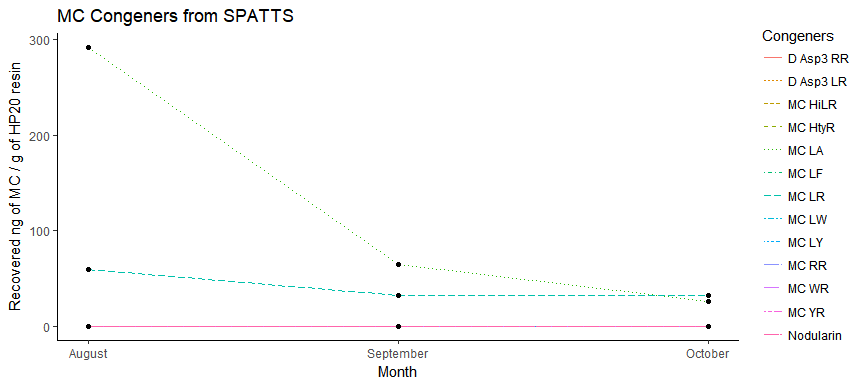 MC Congeners from SPATTS
Recovered ng of MC / g of HP20 resin
300
200
100
0
August
September
October
Month
Congeners
D Asp3 RR
D Asp3 LR
MC HiLR
MC HtyR
MC LA
MC LF
MC LR
MC LW
MC LY
MC RR
MC WR
MC YR
Nodularin